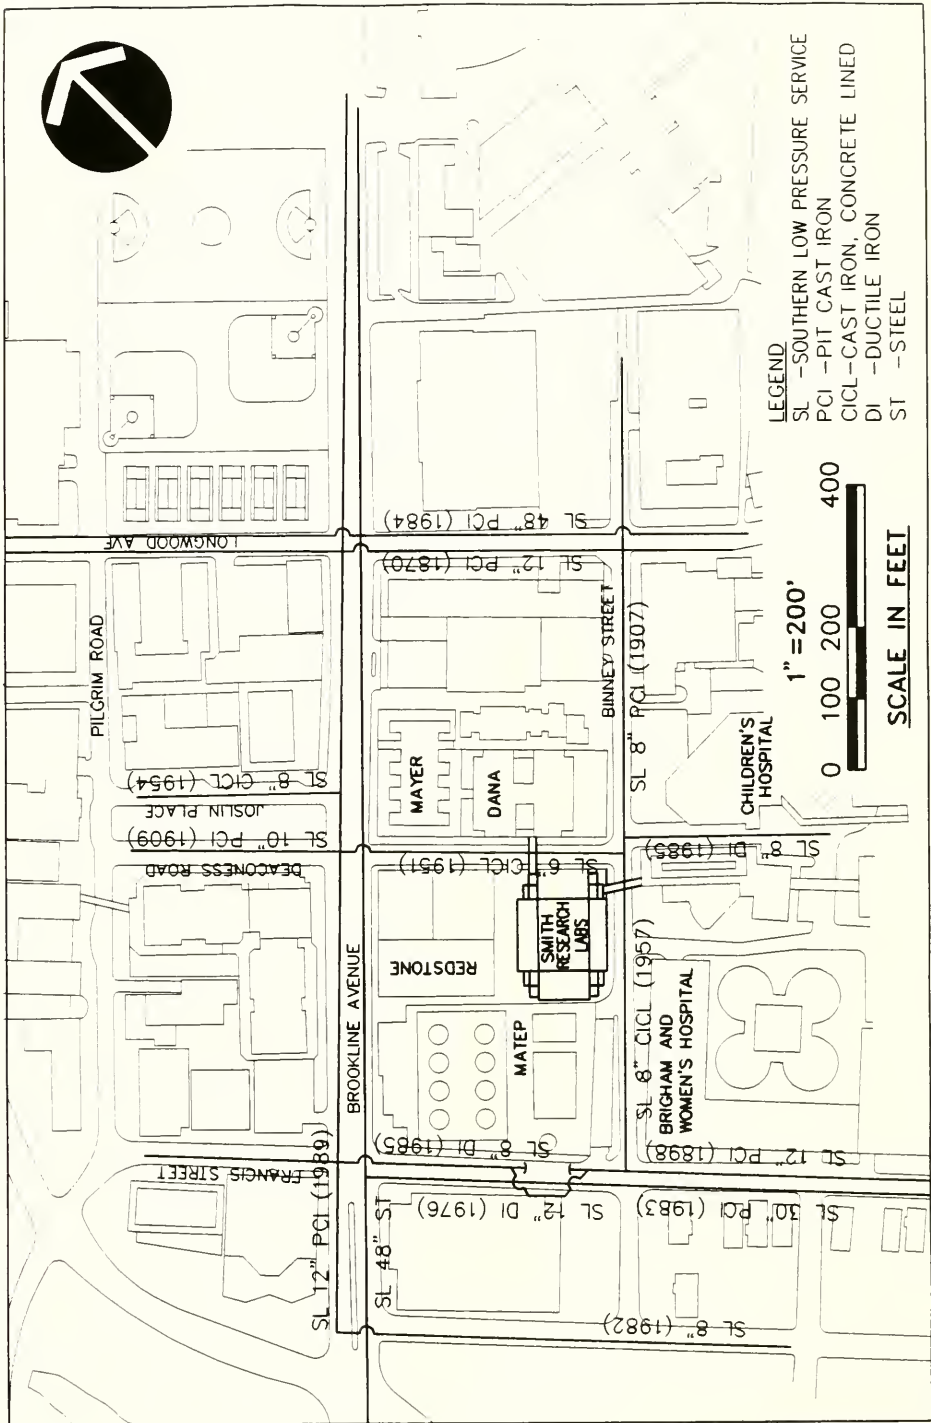 PILGRIM ROAD
LONGWOOD AVE
SL 48" PCI (1984)
SL 12" PCI (1870)
SL 8" CICL (1954)
JOSLIN PLACE
SL 10" PCI (1909)
DEACONESS ROAD
BROOKLINE AVENUE
MAYER
DANA
BINNEY STREET
SL 8" PCI (1907)
SL 6" CICL (1951)
REDSTONE
SMITH
RESEARCH
LABS
MATEP
CHILDREN'S
HOSPITAL
SL 8" DI (1985)
SL 8" CICL (1957)
BRIGHAM AND
WOMEN'S HOSPITAL
SL 8" DI (1985)
SL 12" PCI (1898)
FRANCIS STREET
SL 12" PCI (1989)
SL 48" ST
SL 12" DI (1976)
SL 30" PCI (1983)
SL 8" (1982)
LEGEND
SL -SOUTHERN LOW PRESSURE SERVICE
PCI -PIT CAST IRON
CICL-CAST IRON, CONCRETE LINED
DI -DUCTILE IRON
ST -STEEL
1"=200'
0 100 200 400
SCALE IN FEET